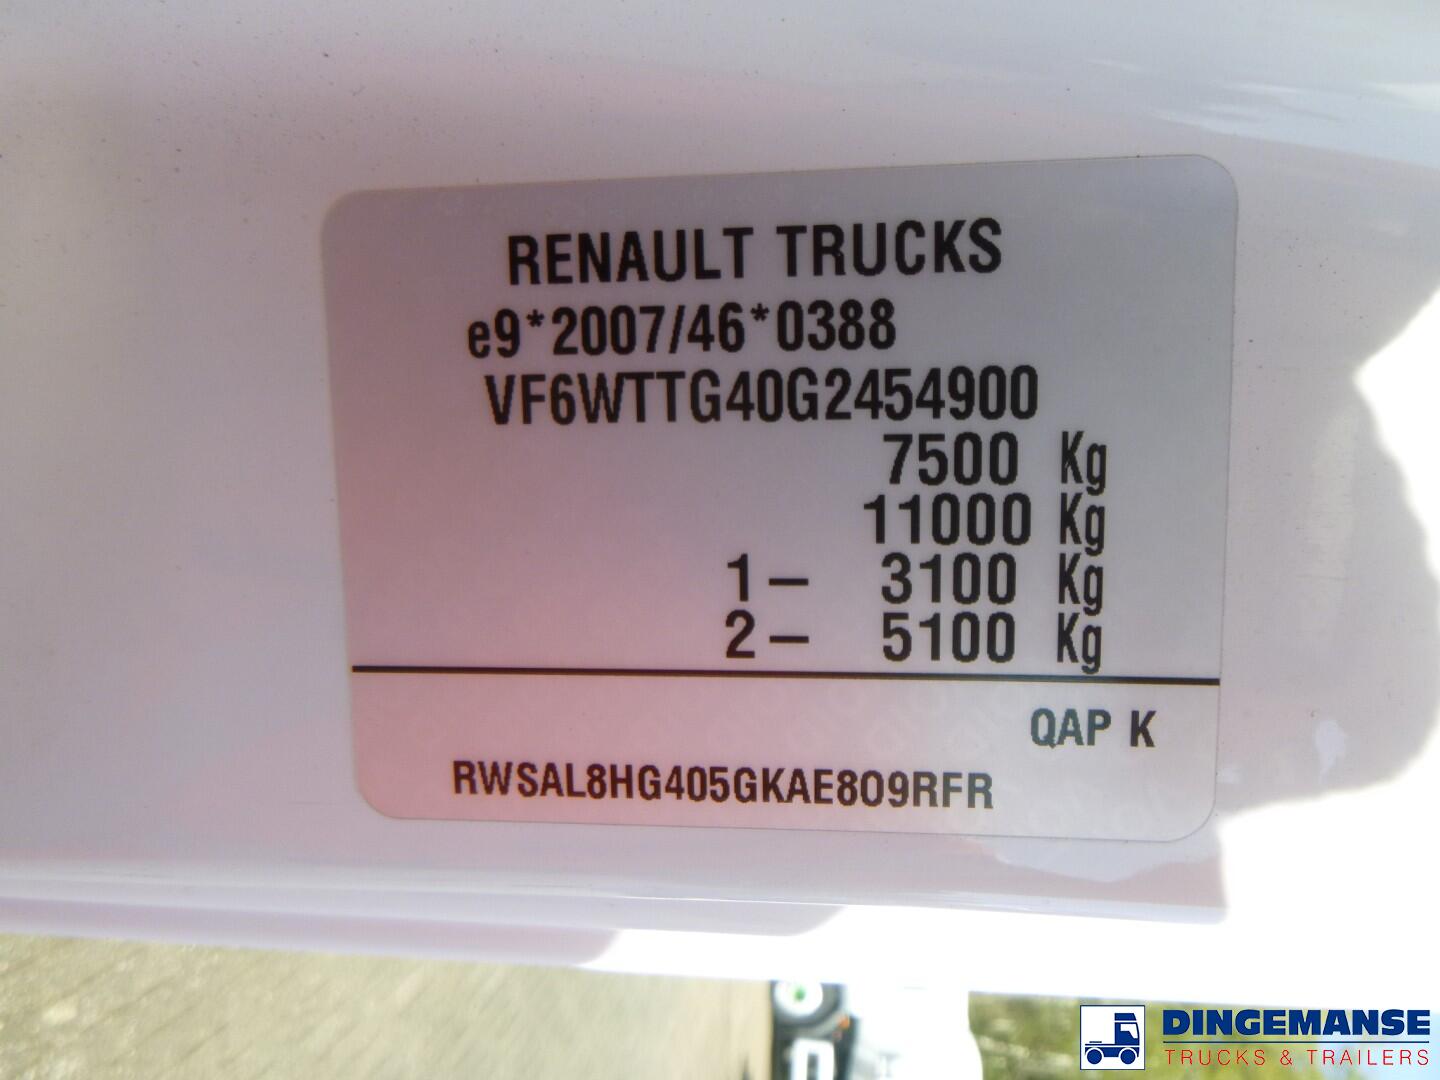 RENAULT TRUCKS
e9*2007/46*0388
VF6WTTG40G2454900
7500 Kg
11000 Kg
1 – 3100 Kg
2 – 5100 Kg
QAP K
RWSAL8HG405GKAE809RFR
DINGEMANSE
TRUCKS & TRAILERS